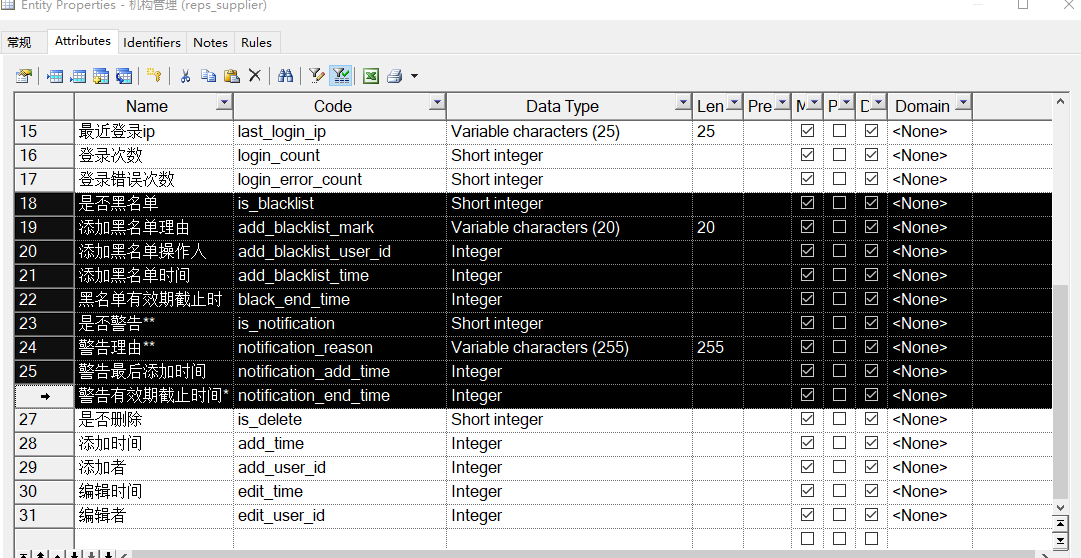 Entity Properties - 机构管理 (reps_supplier)
常规 Attributes Identifiers Notes Rules
Name Code Data Type Len Pre M P D Domain
15 最近登录ip last_login_ip Variable characters (25) 25 <None>
16 登录次数 login_count Short integer <None>
17 登录错误次数 login_error_count Short integer <None>
18 是否黑名单 is_blacklist Short integer <None>
19 添加黑名单理由 add_blacklist_mark Variable characters (20) 20 <None>
20 添加黑名单操作人 add_blacklist_user_id Integer <None>
21 添加黑名单时间 add_blacklist_time Integer <None>
22 黑名单有效期截止时 black_end_time Integer <None>
23 是否警告** is_notification Short integer <None>
24 警告理由** notification_reason Variable characters (255) 255 <None>
25 警告最后添加时间 notification_add_time Integer <None>
警告有效期截止时间* notification_end_time Integer <None>
27 是否删除 is_delete Short integer <None>
28 添加时间 add_time Integer <None>
29 添加者 add_user_id Integer <None>
30 编辑时间 edit_time Integer <None>
31 编辑者 edit_user_id Integer <None>